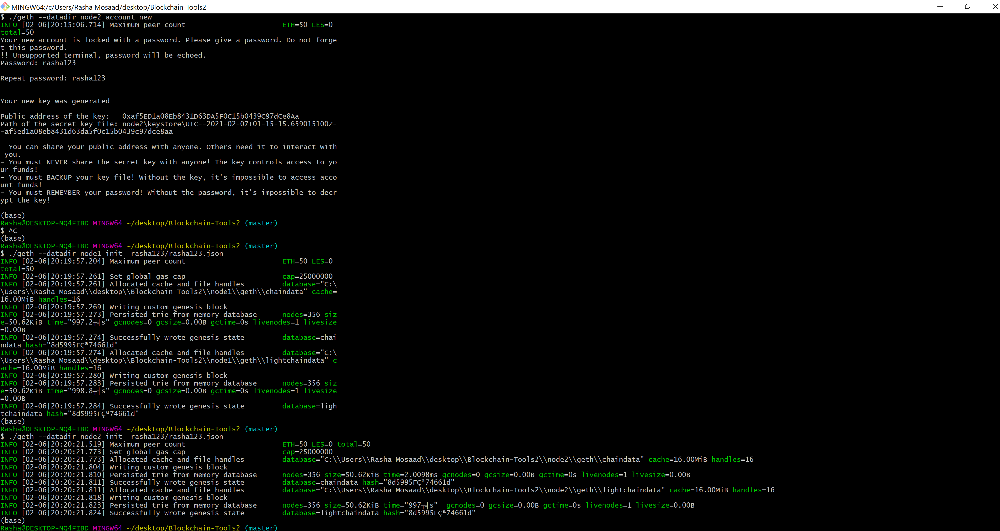 MINGW64:/c/Users/Rasha Mosaad/desktop/Blockchain-Tools2
$ ./geth --datadir node2 account new
INFO [02-06|20:15:06.714] Maximum peer count                       ETH=50 LES=0
total=50
Your new account is locked with a password. Please give a password. Do not forge
t this password.
!! Unsupported terminal, password will be echoed.
Password: rasha123
Repeat password: rasha123
Your new key was generated
Public address of the key:   0xaf5ED1a08Eb8431D63DA5F0C15b0439C97dCe8Aa
Path of the secret key file: node2\keystore\UTC--2021-02-07T01-15-15.659015100Z-
-af5ed1a08eb8431d63da5f0c15b0439c97dce8aa
- You can share your public address with anyone. Others need it to interact with
 you.
- You must NEVER share the secret key with anyone! The key controls access to yo
ur funds!
- You must BACKUP your key file! Without the key, it's impossible to access acco
unt funds!
- You must REMEMBER your password! Without the password, it's impossible to decr
ypt the key!
(base)
Rasha@DESKTOP-NQ4FIBD MINGW64 ~/desktop/Blockchain-Tools2 (master)
$ ^C
(base)
Rasha@DESKTOP-NQ4FIBD MINGW64 ~/desktop/Blockchain-Tools2 (master)
$ ./geth --datadir node1 init  rasha123/rasha123.json
INFO [02-06|20:19:57.204] Maximum peer count                       ETH=50 LES=0
total=50
INFO [02-06|20:19:57.261] Set global gas cap                       cap=25000000
INFO [02-06|20:19:57.261] Allocated cache and file handles         database="C:\
\Users\\Rasha Mosaad\\desktop\\Blockchain-Tools2\\node1\\geth\\chaindata" cache=
16.00MiB handles=16
INFO [02-06|20:19:57.269] Writing custom genesis block
INFO [02-06|20:19:57.273] Persisted trie from memory database      nodes=356 siz
e=50.62KiB time="997.2┬╡s" gcnodes=0 gcsize=0.00B gctime=0s livenodes=1 livesize
=0.00B
INFO [02-06|20:19:57.274] Successfully wrote genesis state         database=chai
ndata hash="8d5995ΓÇª74661d"
INFO [02-06|20:19:57.274] Allocated cache and file handles         database="C:\
\Users\\Rasha Mosaad\\desktop\\Blockchain-Tools2\\node1\\geth\\lightchaindata" c
ache=16.00MiB handles=16
INFO [02-06|20:19:57.280] Writing custom genesis block
INFO [02-06|20:19:57.283] Persisted trie from memory database      nodes=356 siz
e=50.62KiB time="998.8┬╡s" gcnodes=0 gcsize=0.00B gctime=0s livenodes=1 livesize
=0.00B
INFO [02-06|20:19:57.284] Successfully wrote genesis state         database=ligh
tchaindata hash="8d5995ΓÇª74661d"
(base)
Rasha@DESKTOP-NQ4FIBD MINGW64 ~/desktop/Blockchain-Tools2 (master)
$ ./geth --datadir node2 init  rasha123/rasha123.json
INFO [02-06|20:20:21.519] Maximum peer count                       ETH=50 LES=0 total=50
INFO [02-06|20:20:21.773] Set global gas cap                       cap=25000000
INFO [02-06|20:20:21.773] Allocated cache and file handles         database="C:\\Users\\Rasha Mosaad\\desktop\\Blockchain-Tools2\\node2\\geth\\chaindata" cache=16.00MiB handles=16
INFO [02-06|20:20:21.804] Writing custom genesis block
INFO [02-06|20:20:21.810] Persisted trie from memory database      nodes=356 size=50.62KiB time=2.0098ms gcnodes=0 gcsize=0.00B gctime=0s livenodes=1 livesize=0.00B
INFO [02-06|20:20:21.811] Successfully wrote genesis state         database=chaindata hash="8d5995ΓÇª74661d"
INFO [02-06|20:20:21.811] Allocated cache and file handles         database="C:\\Users\\Rasha Mosaad\\desktop\\Blockchain-Tools2\\node2\\geth\\lightchaindata" cache=16.00MiB handles=16
INFO [02-06|20:20:21.818] Writing custom genesis block
INFO [02-06|20:20:21.823] Persisted trie from memory database      nodes=356 size=50.62KiB time="997┬╡s"  gcnodes=0 gcsize=0.00B gctime=0s livenodes=1 livesize=0.00B
INFO [02-06|20:20:21.824] Successfully wrote genesis state         database=lightchaindata hash="8d5995ΓÇª74661d"
(base)
Rasha@DESKTOP-NQ4FIBD MINGW64 ~/desktop/Blockchain-Tools2 (master)